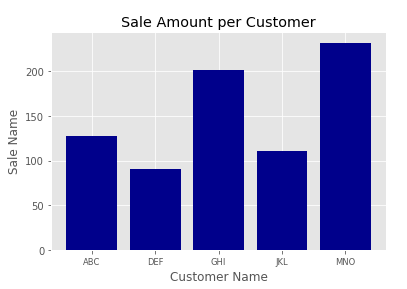 Sale Amount per Customer
Sale Name
200
150
100
50
0
ABC DEF GHI JKL MNO
Customer Name